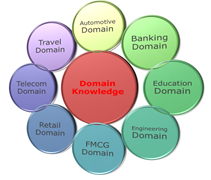 Automotive
Domain
Banking
Domain
Education
Domain
Engineering
Domain
FMCG
Domain
Retail
Domain
Telecom
Domain
Travel
Domain
Domain
Knowledge